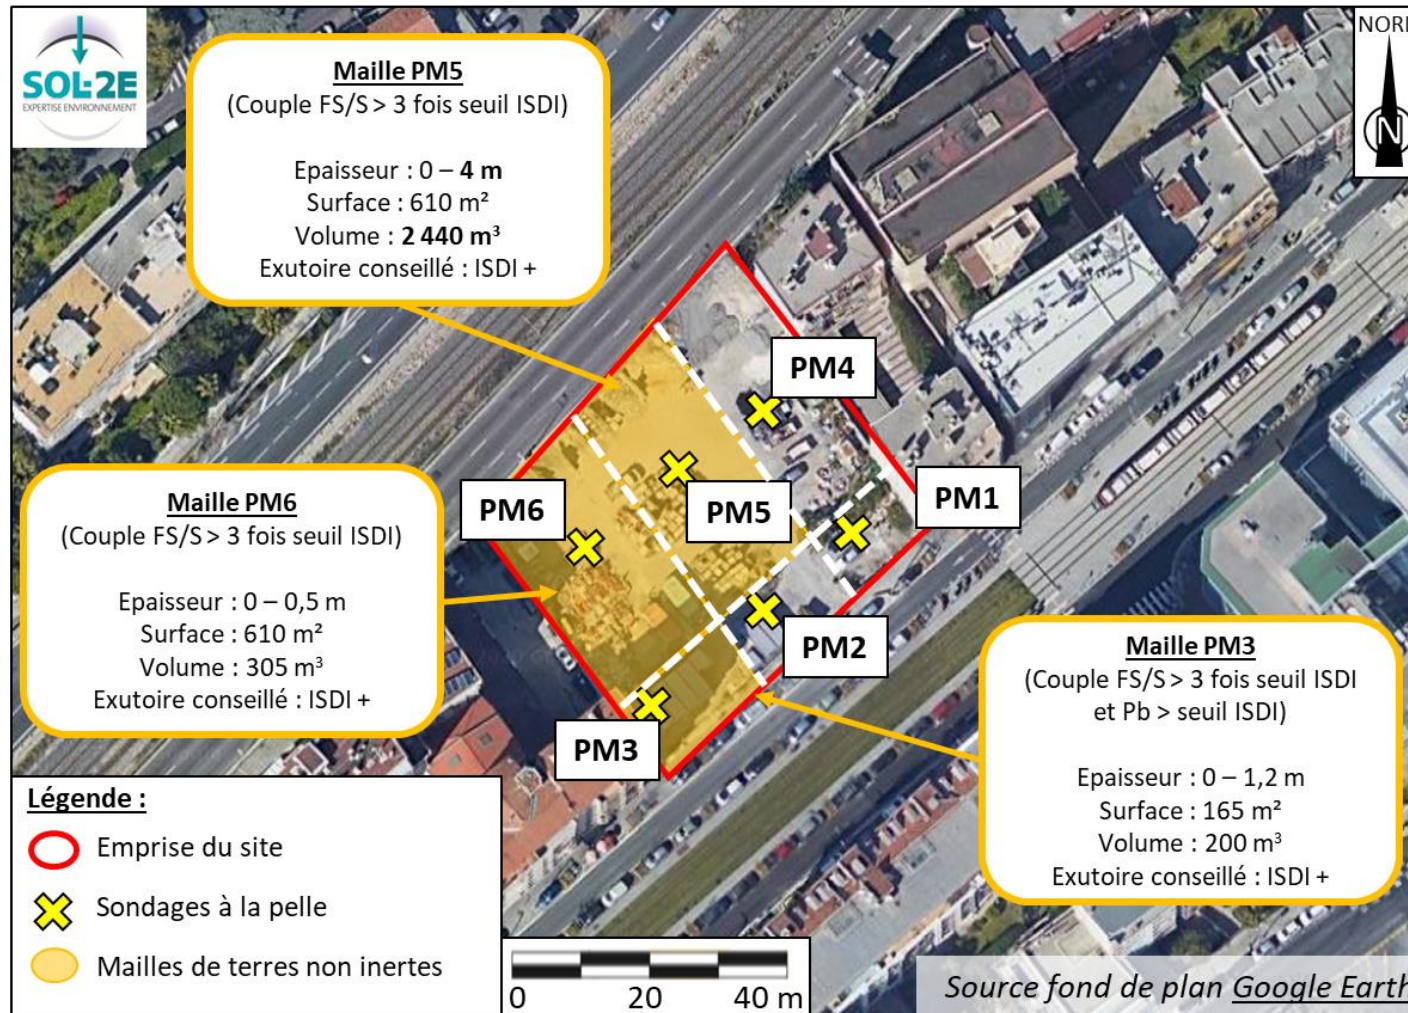 SOL-2E
EXPERTISE ENVIRONNEMENT
Maille PM5
(Couple FS/S > 3 fois seuil ISDI)
Epaisseur : 0 – 4 m
Surface : 610 m²
Volume : 2 440 m³
Exutoire conseillé : ISDI +
NORD
N
PM4
PM1
PM6
PM5
PM2
PM3
Maille PM6
(Couple FS/S > 3 fois seuil ISDI)
Epaisseur : 0 – 0,5 m
Surface : 610 m²
Volume : 305 m³
Exutoire conseillé : ISDI +
Maille PM3
(Couple FS/S > 3 fois seuil ISDI
et Pb > seuil ISDI)
Epaisseur : 0 – 1,2 m
Surface : 165 m²
Volume : 200 m³
Exutoire conseillé : ISDI +
Légende :
Emprise du site
Sondages à la pelle
Mailles de terres non inertes
0 20 40 m
Source fond de plan Google Earth